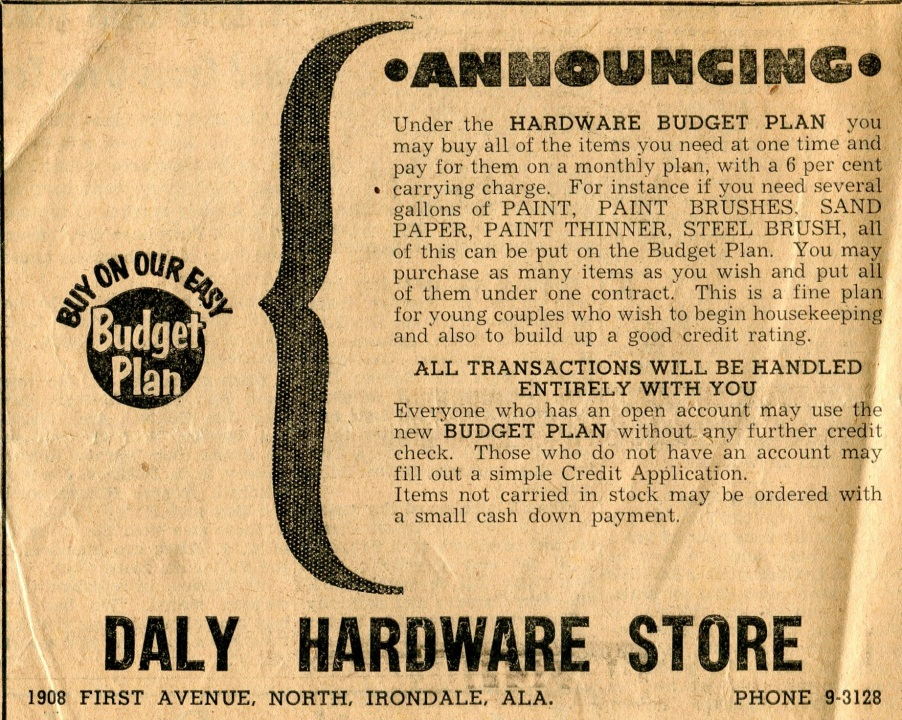 •ANNOUNCING•
Under the HARDWARE BUDGET PLAN you
may buy all of the items you need at one time and
pay for them on a monthly plan, with a 6 per cent
carrying charge. For instance if you need several
gallons of PAINT, PAINT BRUSHES, SAND
PAPER, PAINT THINNER, STEEL BRUSH, all
of this can be put on the Budget Plan. You may
purchase as many items as you wish and put all
of them under one contract. This is a fine plan
for young couples who wish to begin housekeeping
and also to build up a good credit rating.
ALL TRANSACTIONS WILL BE HANDLED
ENTIRELY WITH YOU
Everyone who has an open account may use the
new BUDGET PLAN without any further credit
check. Those who do not have an account may
fill out a simple Credit Application.
Items not carried in stock may be ordered with
a small cash down payment.
BUY ON OUR EASY
Budget
Plan
DALY HARDWARE STORE
1908 FIRST AVENUE, NORTH, IRONDALE, ALA. PHONE 9-3128